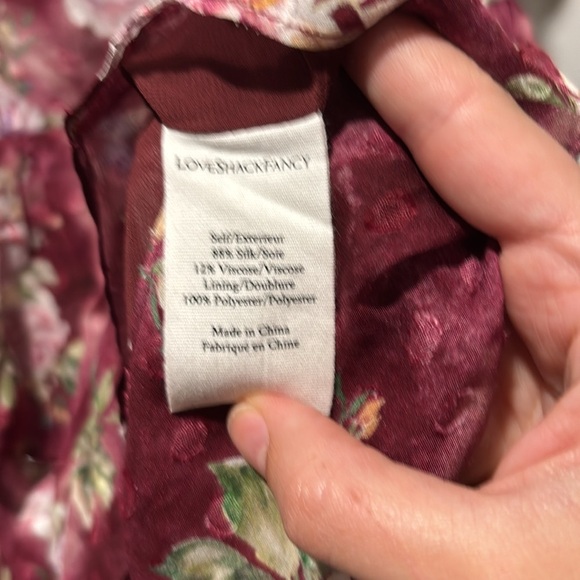 LoveShackFancy
Self/Exterieur
88% Silk/Soie
12% Viscose/Viscose
Lining/Doublure
100% Polyester/Polyester
Made in China
Fabriqué en Chine